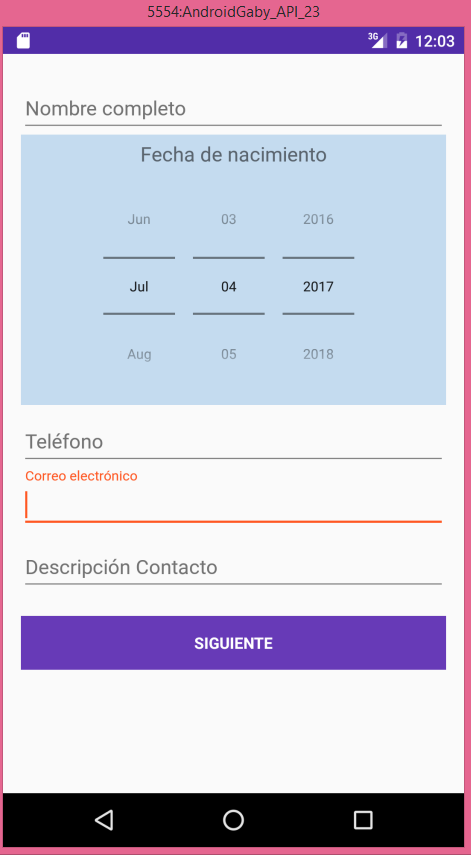 5554:AndroidGaby_API_23
3G 12:03
Nombre completo
Fecha de nacimiento
Jun 03 2016
Jul 04 2017
Aug 05 2018
Teléfono
Correo electrónico
Descripción Contacto
SIGUIENTE